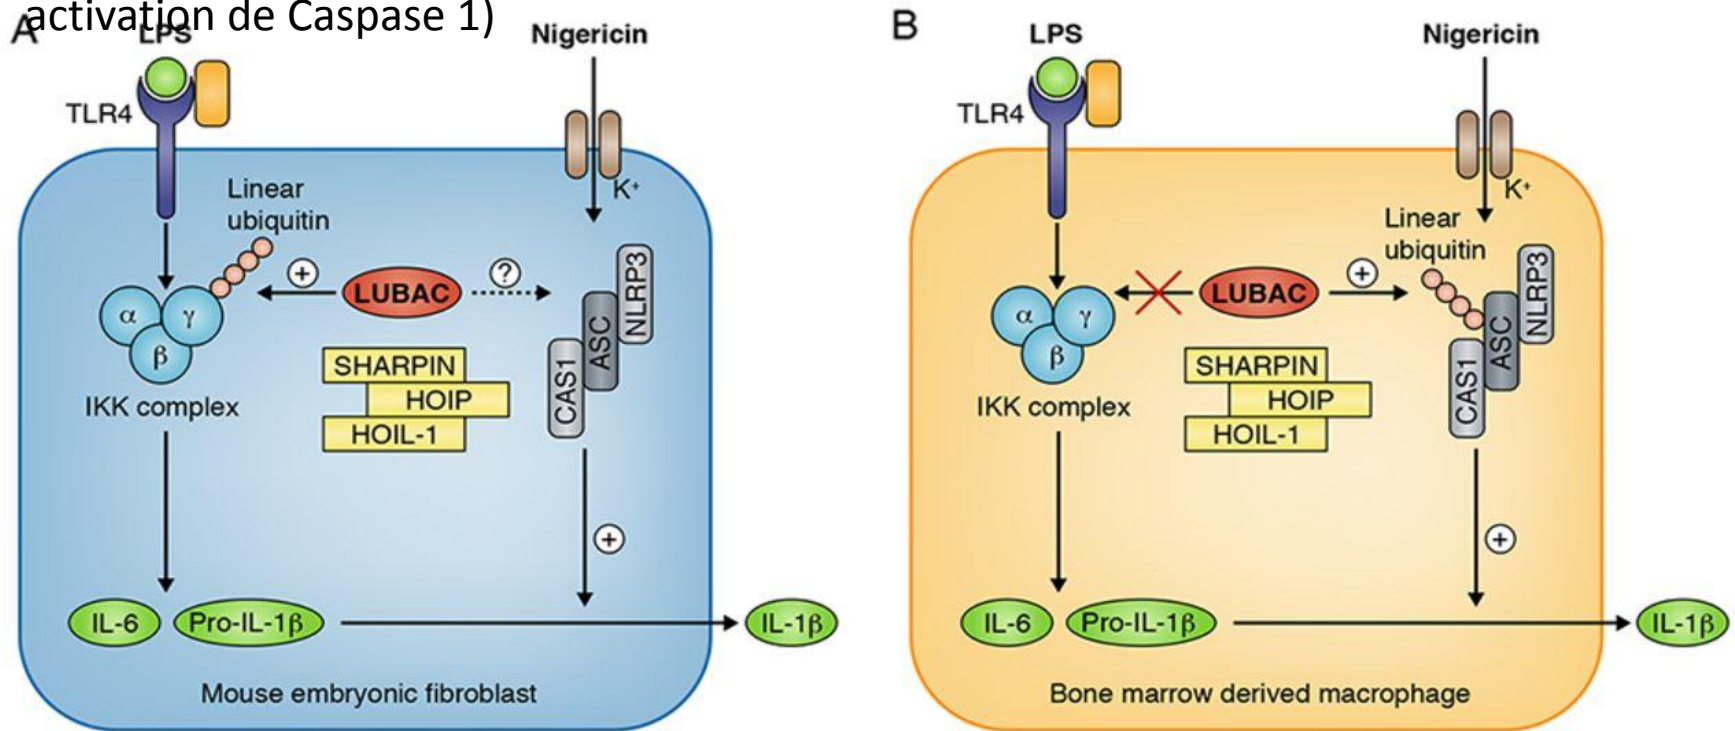 activation de Caspase 1)
A
LPS
Nigericin
TLR4
K+
Linear
ubiquitin
+
LUBAC
?
α
γ
β
IKK complex
SHARPIN
HOIP
HOIL-1
CAS1
ASC
NLRP3
+
IL-6
Pro-IL-1β
IL-1β
Mouse embryonic fibroblast
B
LPS
Nigericin
TLR4
K+
Linear
ubiquitin
LUBAC
+
α
γ
β
IKK complex
SHARPIN
HOIP
HOIL-1
CAS1
ASC
NLRP3
+
IL-6
Pro-IL-1β
IL-1β
Bone marrow derived macrophage